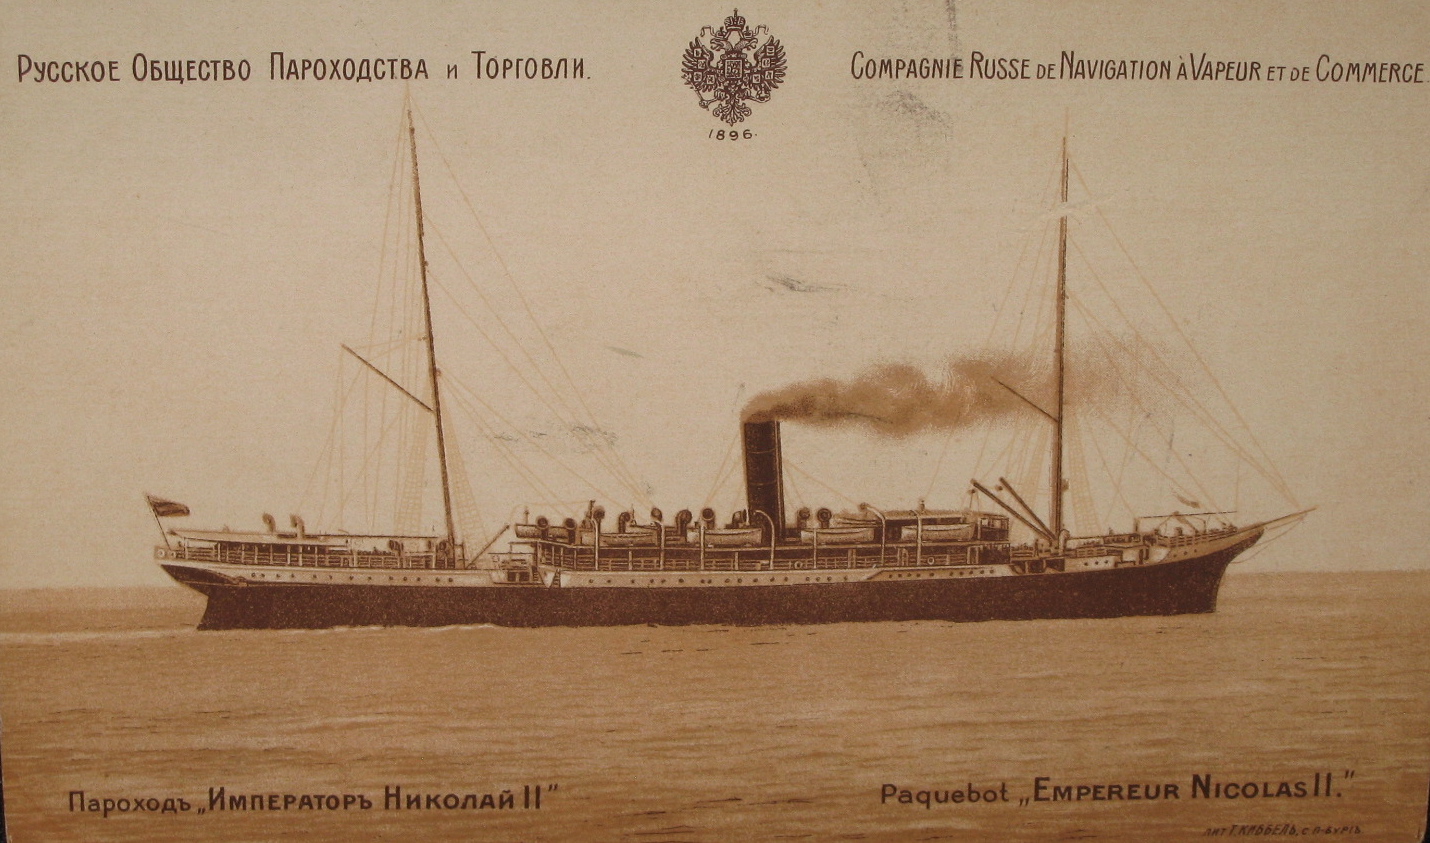 Русское Общество Пароходства и Торговли.
1896.
Compagnie Russe de Navigation à Vapeur et de Commerce.
Пароходъ „Императоръ Николай II"
Paquebot „Empereur Nicolas II."